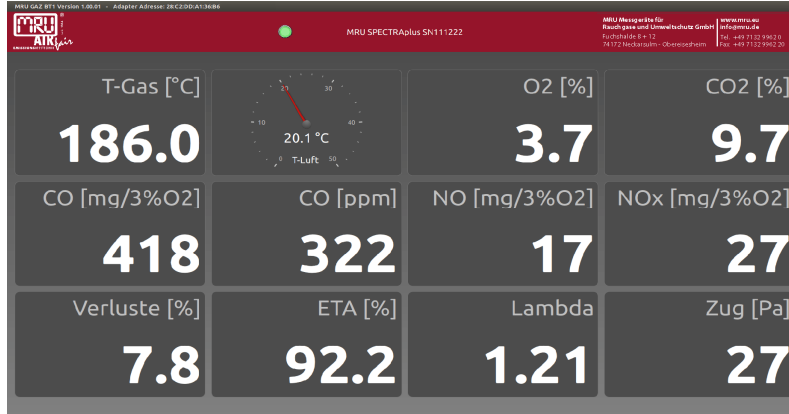 MRU GAZ BT1 Version 1.00.01 - Adapter Adresse: 28:C2:DD:A1:36:B6
MRU
ATK fair
EMISSIONSMETTECHNIK
MRU SPECTRAplus SN111222
MRU Messgeräte für
Rauchgase und Umweltschutz GmbH
Fuchshalde 8 + 12
74172 Neckarsulm - Obereisesheim
www.mru.eu
info@mru.de
Tel. +49 7132 9962 0
Fax +49 7132 9962 20
T-Gas [°C]
186.0
0
10
20
30
40
50
20.1 °C
T-Luft
O2 [%]
3.7
CO2 [%]
9.7
CO [mg/3%O2]
418
CO [ppm]
322
NO [mg/3%O2]
17
NOx [mg/3%O2]
27
Verluste [%]
7.8
ETA [%]
92.2
Lambda
1.21
Zug [Pa]
27